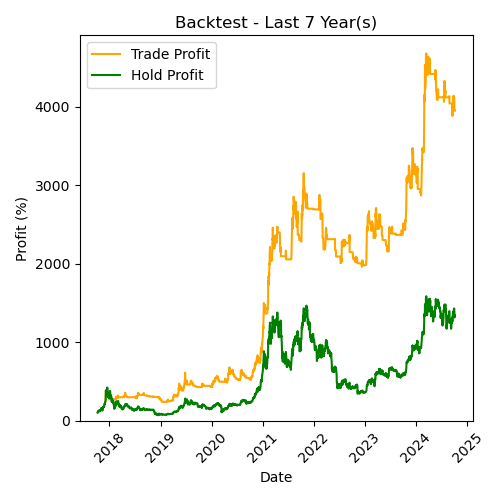 Backtest - Last 7 Year(s)
Trade Profit
Hold Profit
Profit (%)
4000
3000
2000
1000
0
2018 2019 2020 2021 2022 2023 2024 2025
Date